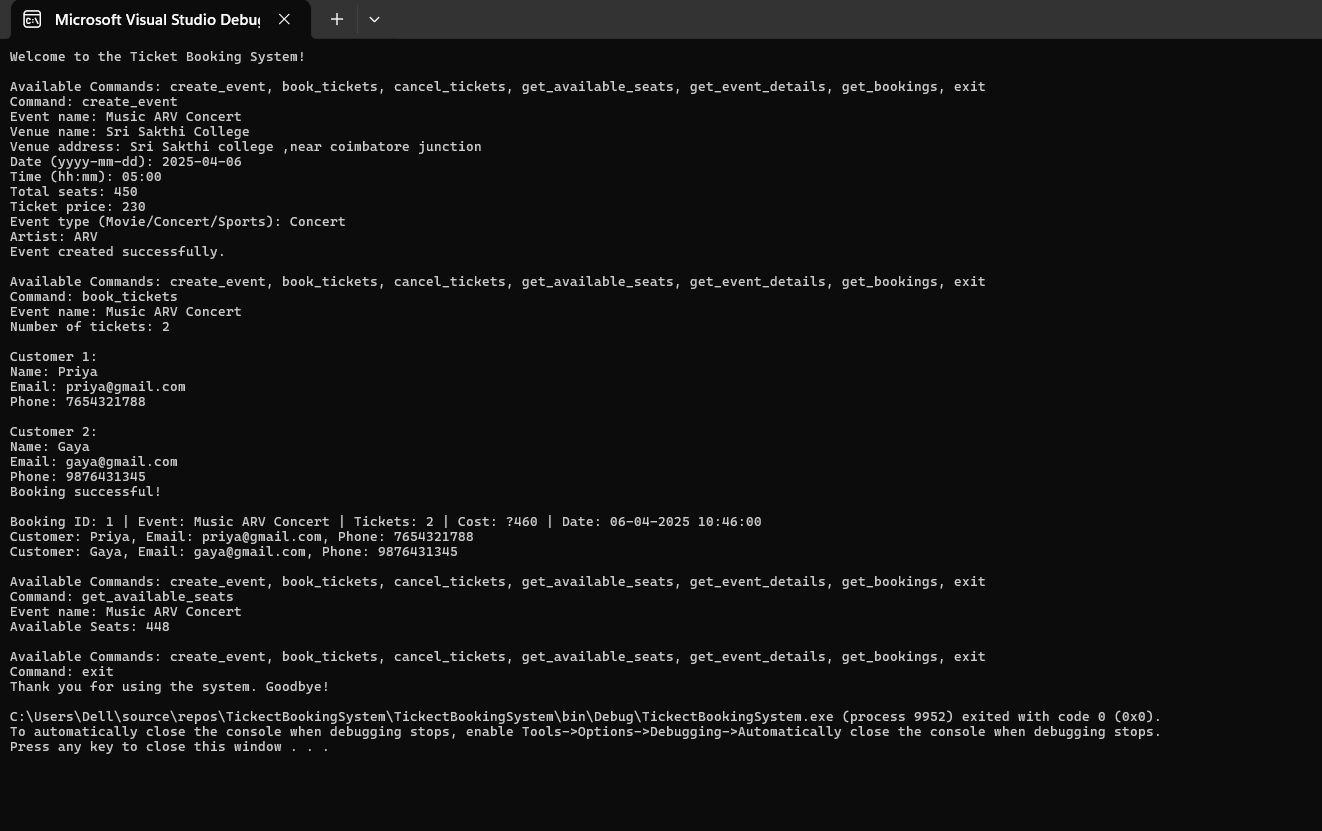 Microsoft Visual Studio Debug
Welcome to the Ticket Booking System!
Available Commands: create_event, book_tickets, cancel_tickets, get_available_seats, get_event_details, get_bookings, exit
Command: create_event
Event name: Music ARV Concert
Venue name: Sri Sakthi College
Venue address: Sri Sakthi college ,near coimbatore junction
Date (yyyy-mm-dd): 2025-04-06
Time (hh:mm): 05:00
Total seats: 450
Ticket price: 230
Event type (Movie/Concert/Sports): Concert
Artist: ARV
Event created successfully.
Available Commands: create_event, book_tickets, cancel_tickets, get_available_seats, get_event_details, get_bookings, exit
Command: book_tickets
Event name: Music ARV Concert
Number of tickets: 2
Customer 1:
Name: Priya
Email: priya@gmail.com
Phone: 7654321788
Customer 2:
Name: Gaya
Email: gaya@gmail.com
Phone: 9876431345
Booking successful!
Booking ID: 1 | Event: Music ARV Concert | Tickets: 2 | Cost: ?460 | Date: 06-04-2025 10:46:00
Customer: Priya, Email: priya@gmail.com, Phone: 7654321788
Customer: Gaya, Email: gaya@gmail.com, Phone: 9876431345
Available Commands: create_event, book_tickets, cancel_tickets, get_available_seats, get_event_details, get_bookings, exit
Command: get_available_seats
Event name: Music ARV Concert
Available Seats: 448
Available Commands: create_event, book_tickets, cancel_tickets, get_available_seats, get_event_details, get_bookings, exit
Command: exit
Thank you for using the system. Goodbye!
C:\Users\Dell\source\repos\TickectBookingSystem\TickectBookingSystem\bin\Debug\TickectBookingSystem.exe (process 9952) exited with code 0 (0x0).
To automatically close the console when debugging stops, enable Tools->Options->Debugging->Automatically close the console when debugging stops.
Press any key to close this window . . .